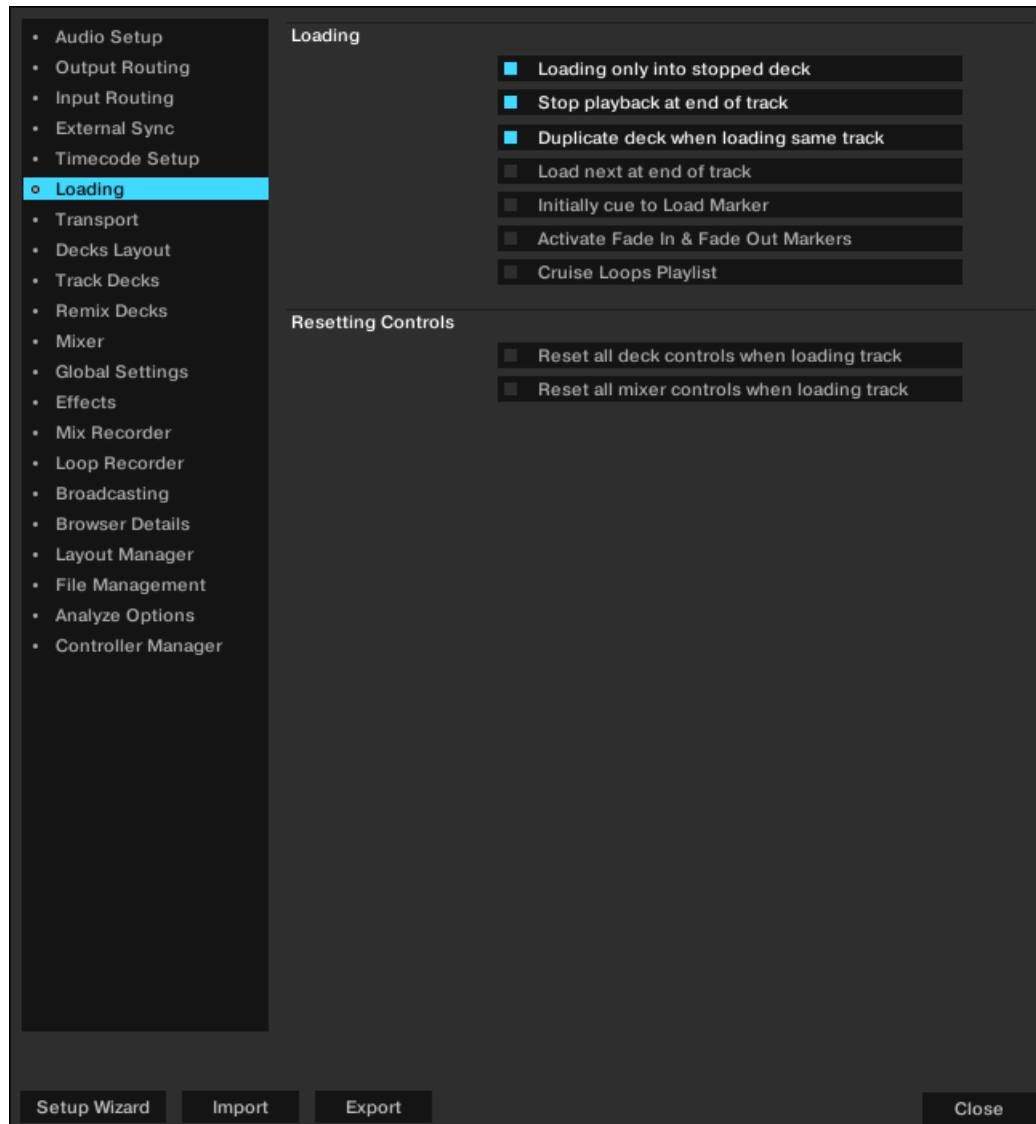 Audio Setup
Output Routing
Input Routing
External Sync
Timecode Setup
Loading
Transport
Decks Layout
Track Decks
Remix Decks
Mixer
Global Settings
Effects
Mix Recorder
Loop Recorder
Broadcasting
Browser Details
Layout Manager
File Management
Analyze Options
Controller Manager
Loading
Loading only into stopped deck
Stop playback at end of track
Duplicate deck when loading same track
Load next at end of track
Initially cue to Load Marker
Activate Fade In & Fade Out Markers
Cruise Loops Playlist
Resetting Controls
Reset all deck controls when loading track
Reset all mixer controls when loading track
Setup Wizard
Import
Export
Close